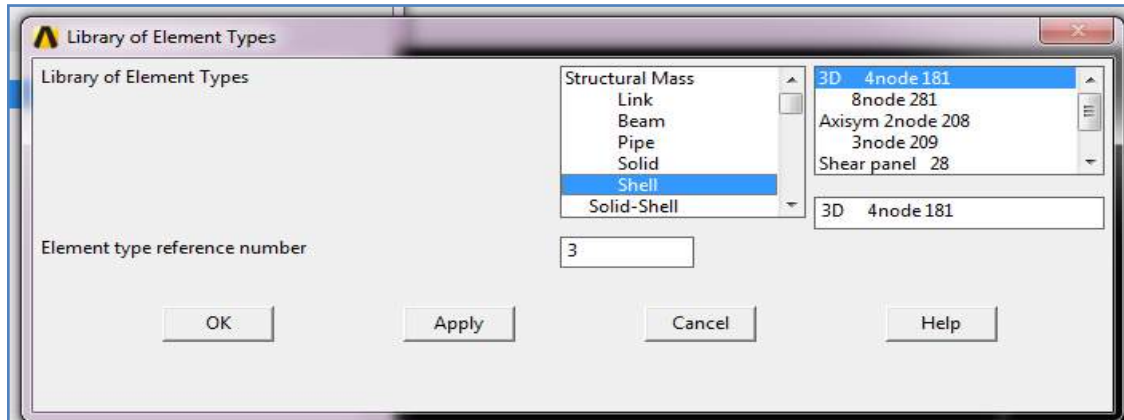 Library of Element Types
Library of Element Types
Structural Mass
Link
Beam
Pipe
Solid
Shell
Solid-Shell
3D 4node 181
8node 281
Axisym 2node 208
3node 209
Shear panel 28
3D 4node 181
Element type reference number
3
OK Apply Cancel Help